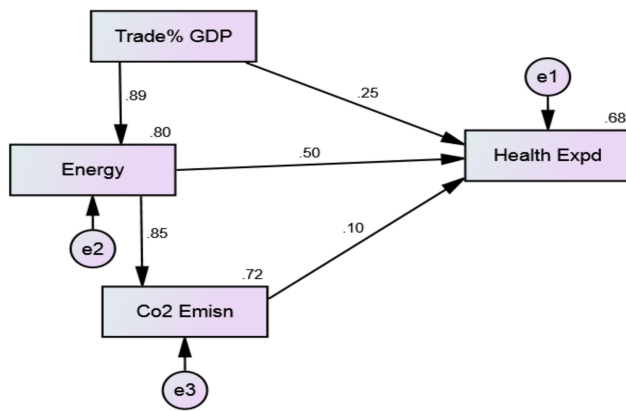 Trade% GDP
e1
.89
.25
.80
.68
Energy
.50
Health Expd
e2
.85
.10
.72
Co2 Emisn
e3